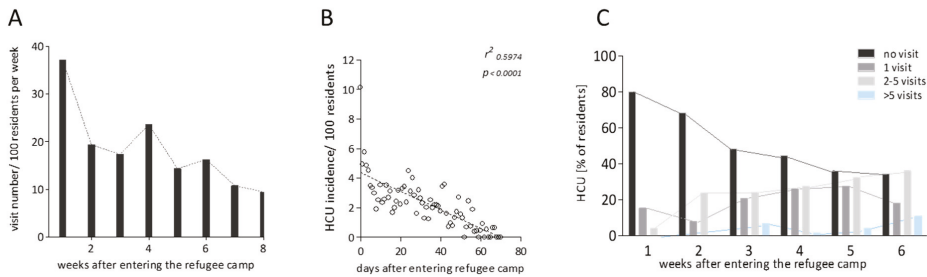 A
visit number/ 100 residents per week
40
30
20
10
0
2
4
6
8
weeks after entering the refugee camp
B
r² 0.5974
p < 0.0001
HCU incidence/ 100 residents
12
10
8
6
4
2
0
0
20
40
60
80
days after entering refugee camp
C
no visit
1 visit
2-5 visits
>5 visits
HCU [% of residents]
100
80
60
40
20
0
1
2
3
4
5
6
weeks after entering the refugee camp